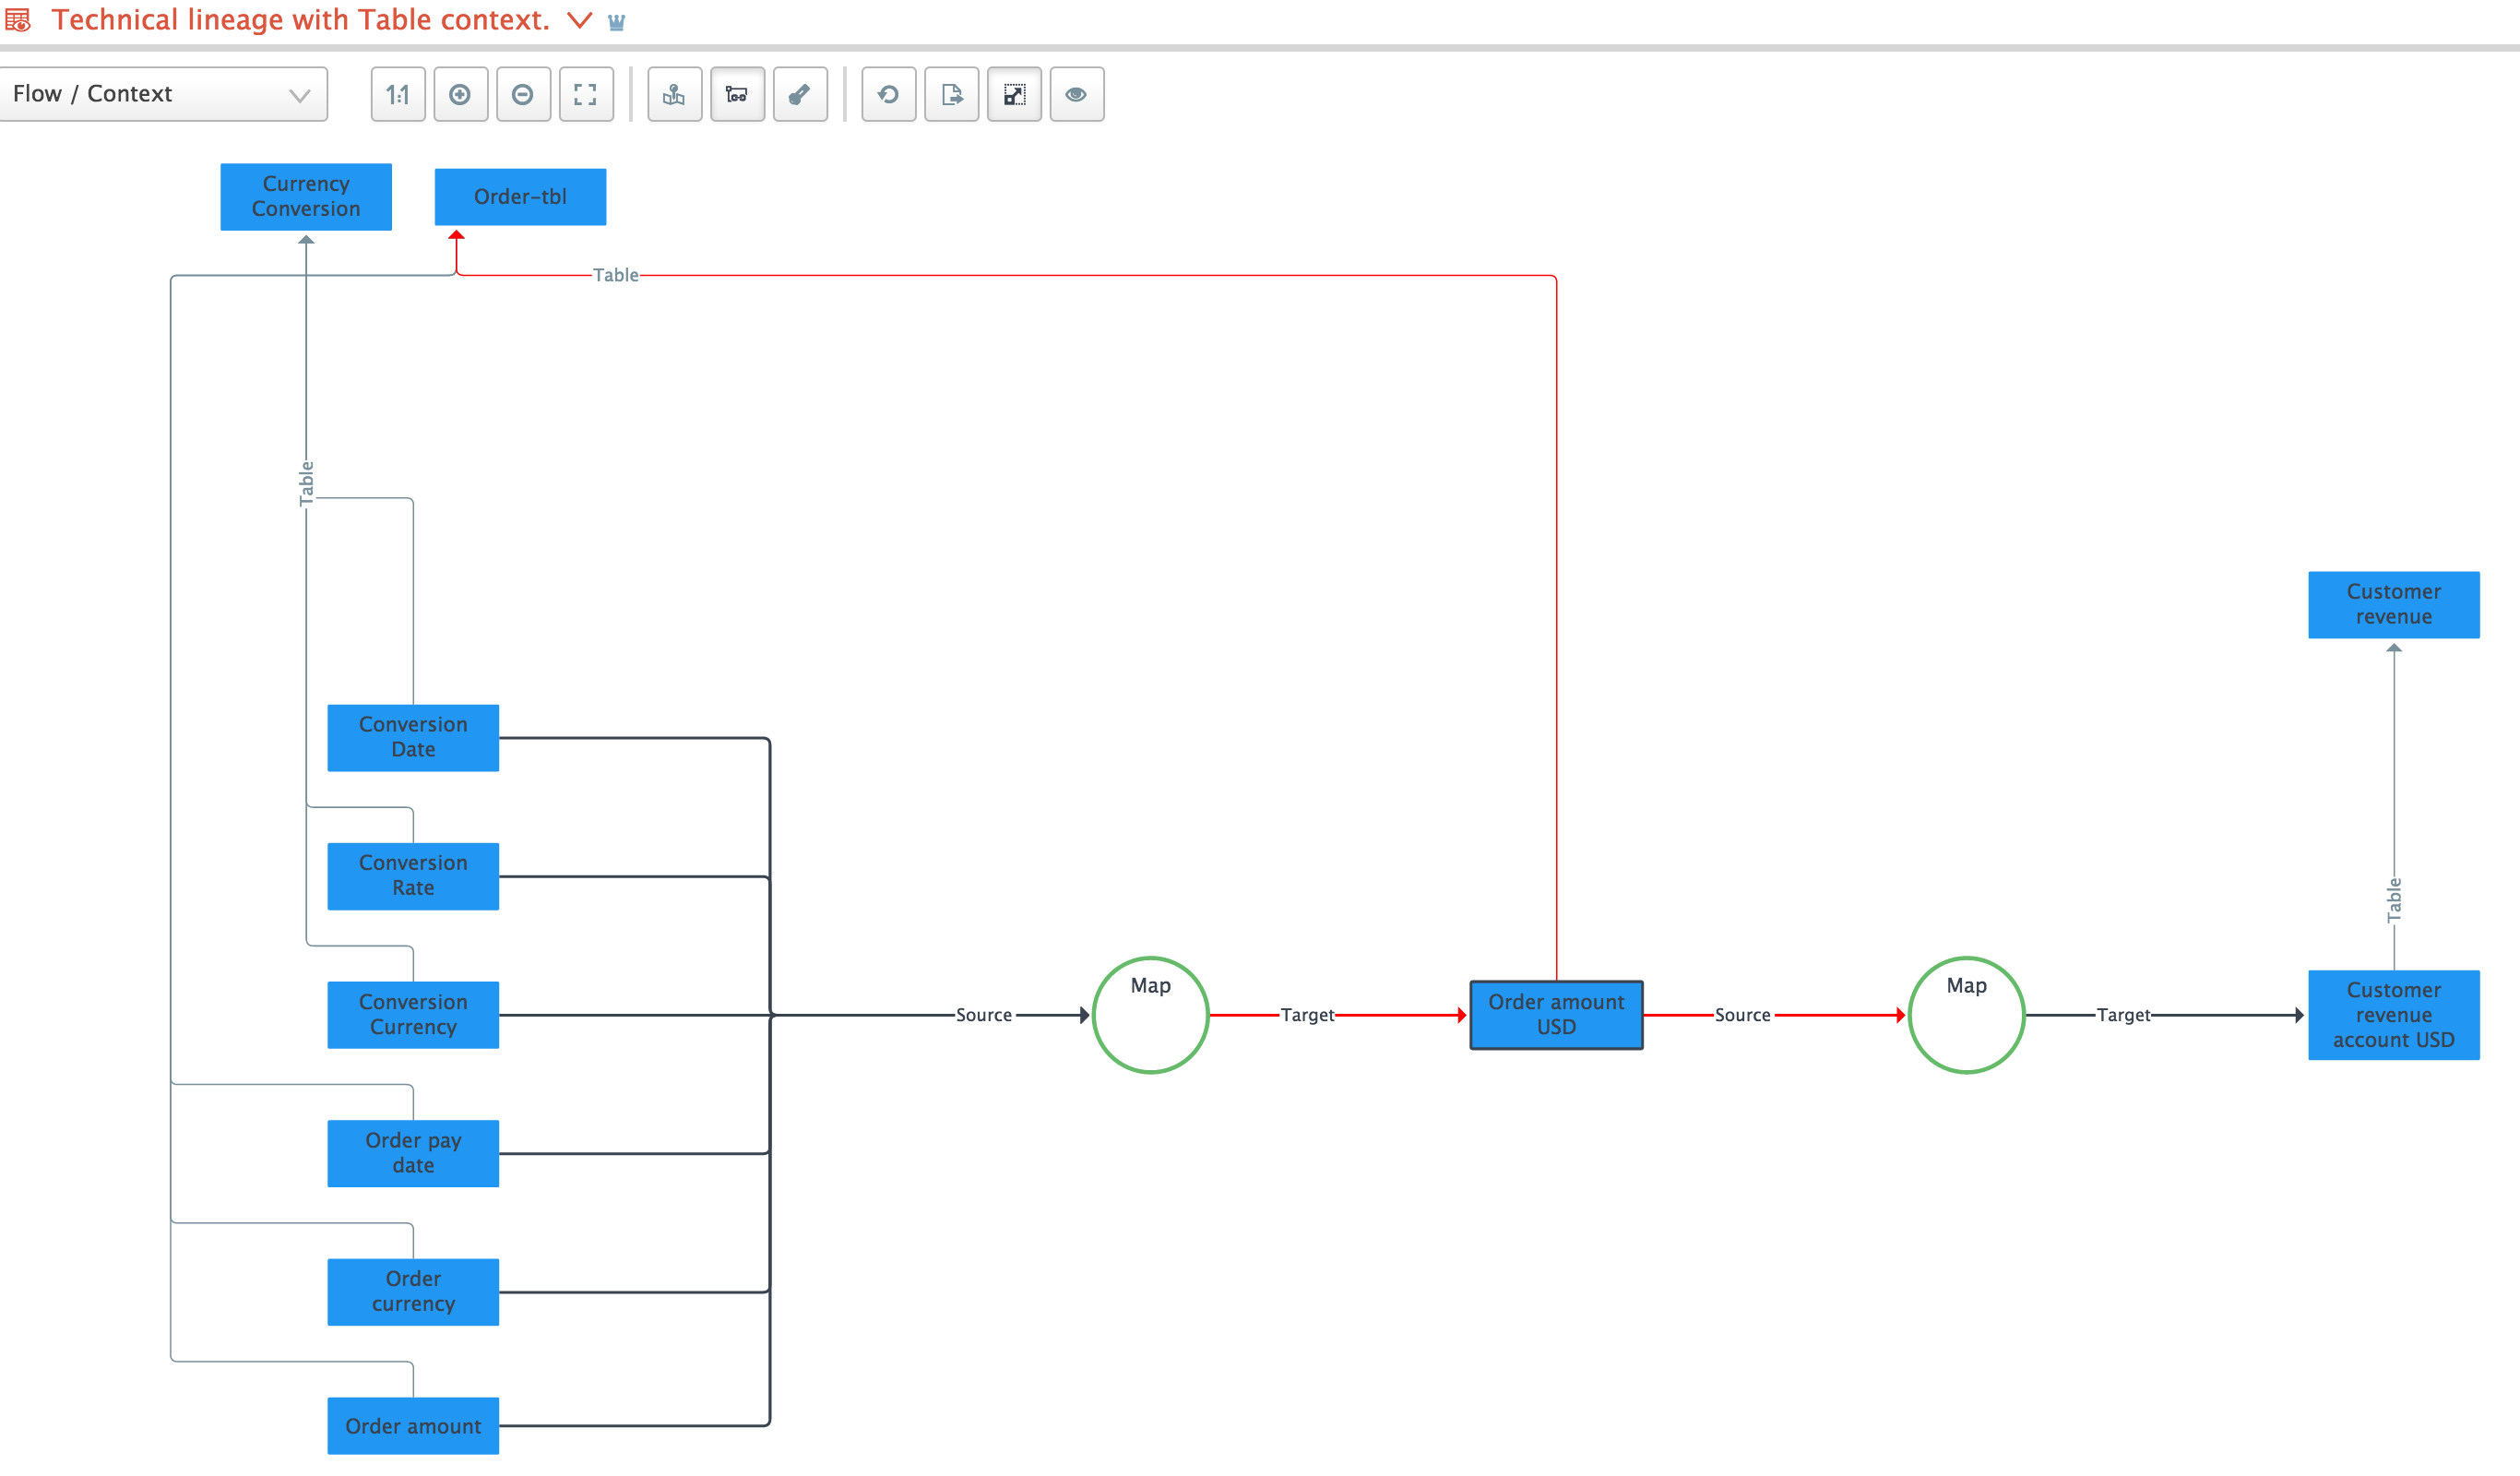 Technical lineage with Table context.
Flow / Context
1:1
Currency
Conversion
Order-tbl
Table
Table
Customer
revenue
Conversion
Date
Conversion
Rate
Table
Conversion
Currency
Source
Map
Target
Order amount
USD
Source
Map
Target
Customer
revenue
account USD
Order pay
date
Order
currency
Order amount